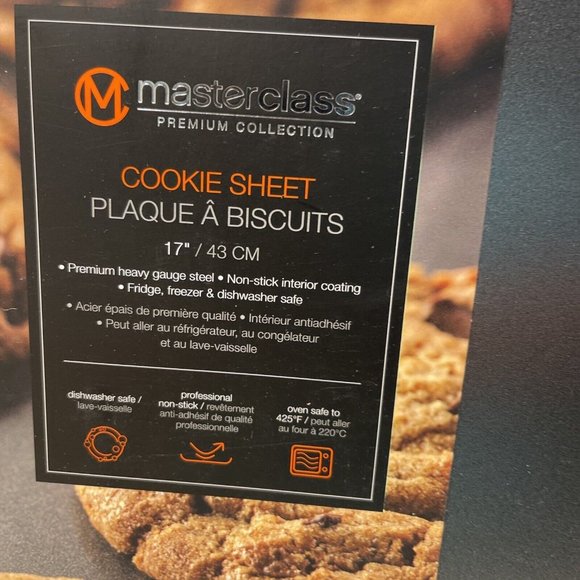 masterclass®
PREMIUM COLLECTION
COOKIE SHEET
PLAQUE Â BISCUITS
17" / 43 CM
• Premium heavy gauge steel • Non-stick interior coating
• Fridge, freezer & dishwasher safe
• Acier épais de première qualité • Intérieur antiadhésif
• Peut aller au réfrigérateur, au congélateur
et au lave-vaisselle
dishwasher safe /
lave-vaisselle
professional
non-stick / revêtement
anti-adhésif de qualité
professionnelle
oven safe to
425°F / peut aller
au four à 220°C